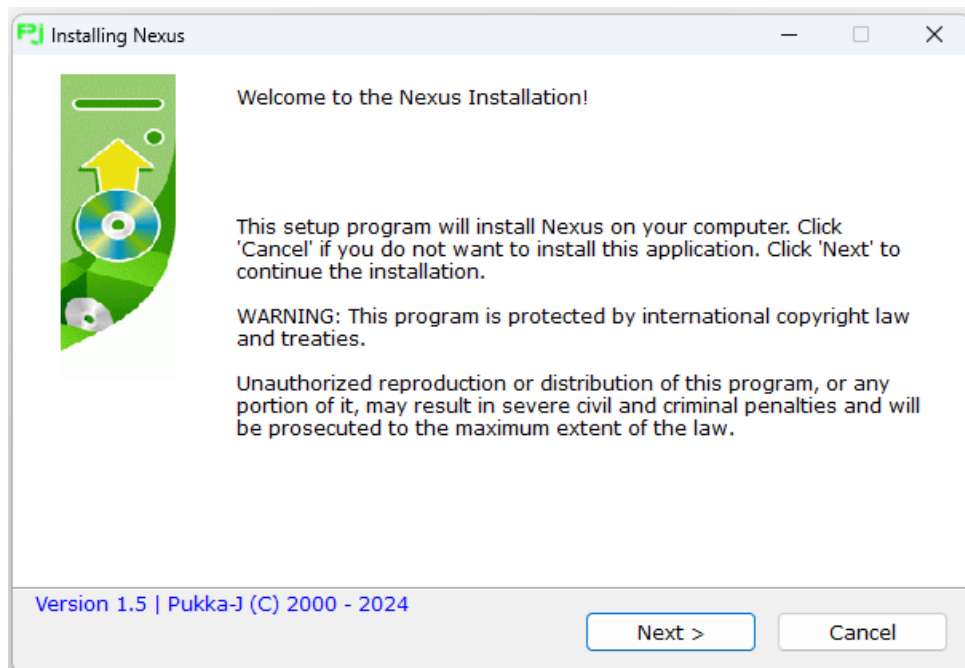 PJ Installing Nexus
Welcome to the Nexus Installation!
This setup program will install Nexus on your computer. Click
'Cancel' if you do not want to install this application. Click 'Next' to
continue the installation.
WARNING: This program is protected by international copyright law
and treaties.
Unauthorized reproduction or distribution of this program, or any
portion of it, may result in severe civil and criminal penalties and will
be prosecuted to the maximum extent of the law.
Version 1.5 | Pukka-J (C) 2000 - 2024
Next >
Cancel